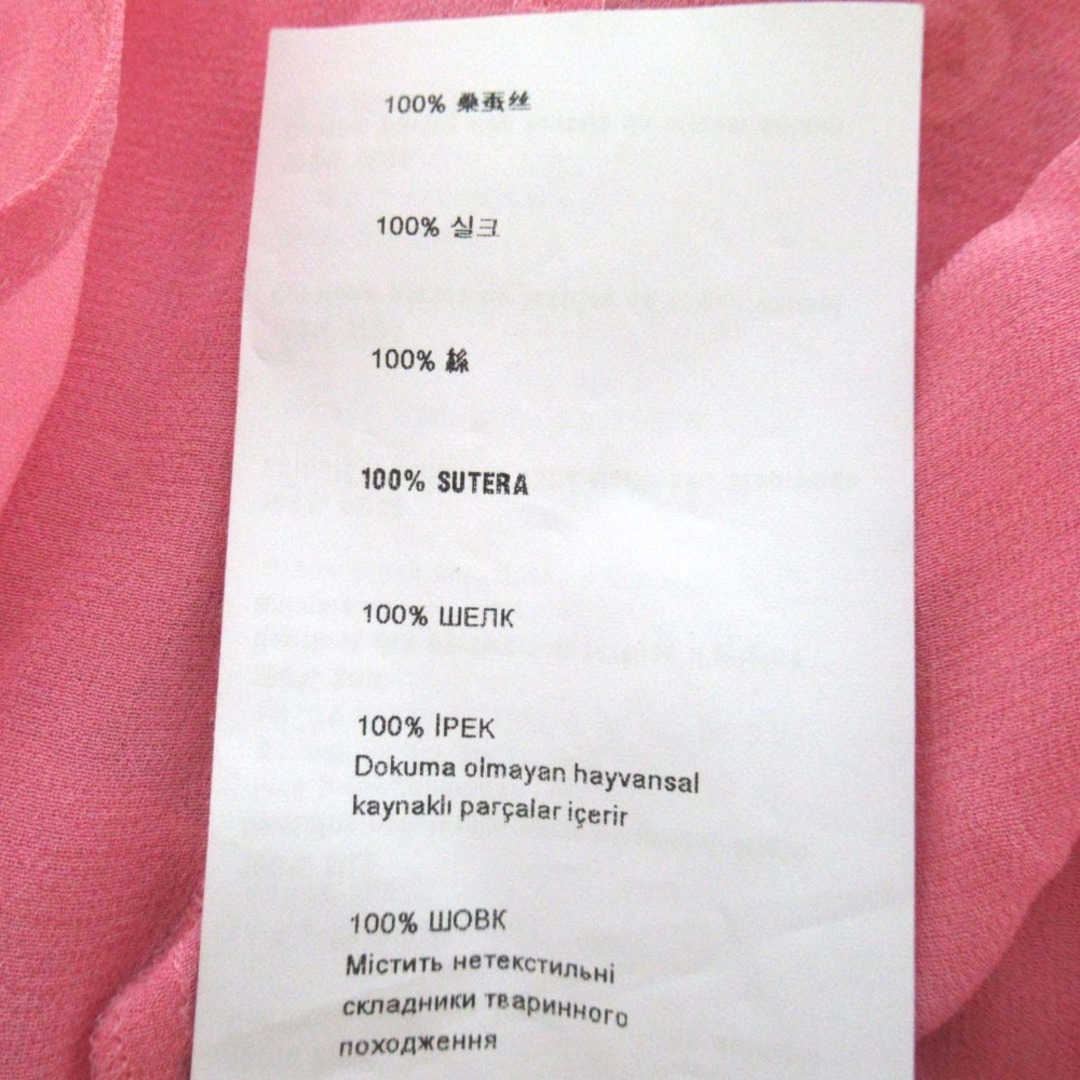 100% 桑蚕丝
100% 실크
100% 絲
100% SUTERA
100% ШЕЛК
100% İPEK
Dokuma olmayan hayvansal
kaynaklı parçalar içerir
100% ШОВК
Містить нетекстильні
складники тваринного
походження